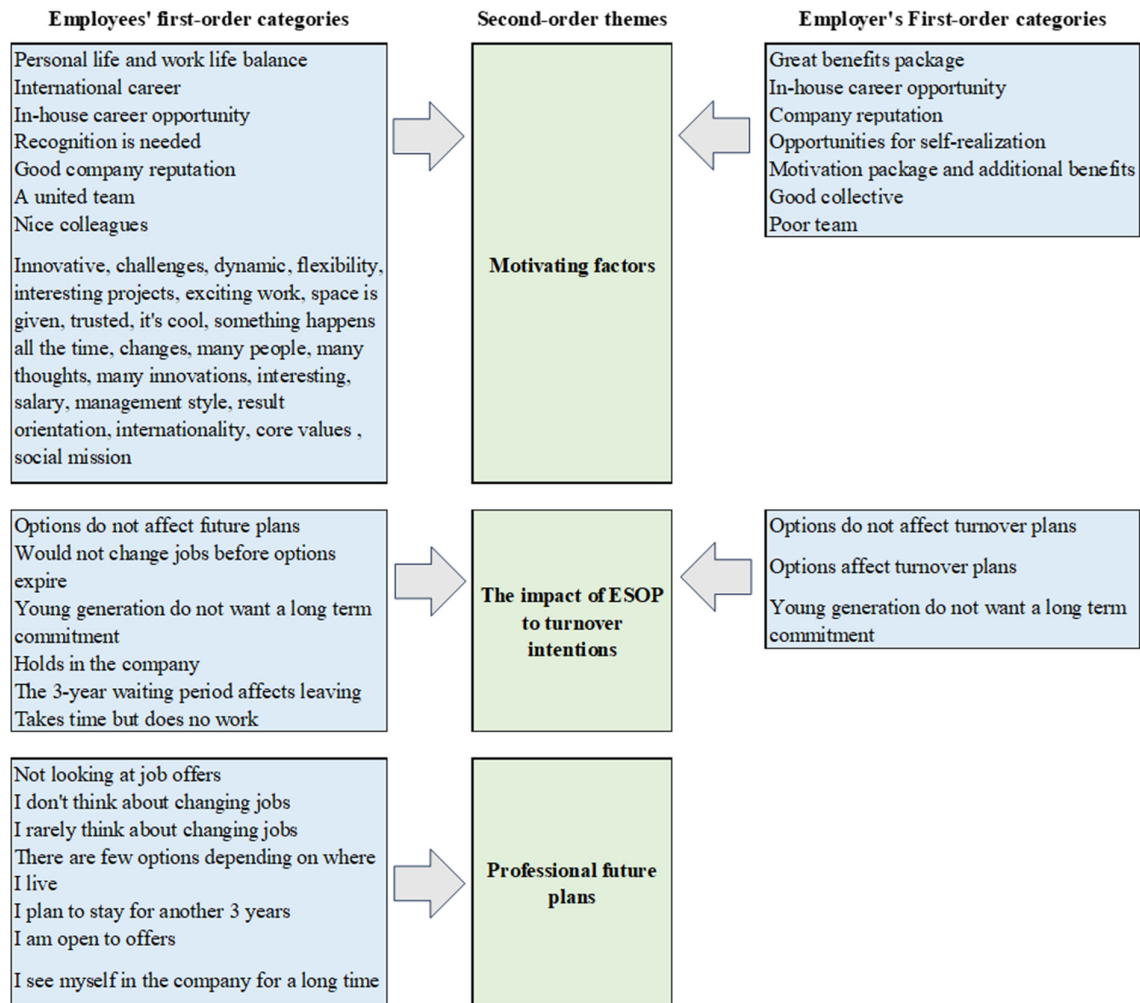 Employees' first-order categories
Second-order themes
Employer's First-order categories
Personal life and work life balance
International career
In-house career opportunity
Recognition is needed
Good company reputation
A united team
Nice colleagues
Innovative, challenges, dynamic, flexibility,
interesting projects, exciting work, space is
given, trusted, it's cool, something happens
all the time, changes, many people, many
thoughts, many innovations, interesting,
salary, management style, result
orientation, internationality, core values ,
social mission
Motivating factors
Great benefits package
In-house career opportunity
Company reputation
Opportunities for self-realization
Motivation package and additional benefits
Good collective
Poor team
Options do not affect future plans
Would not change jobs before options
expire
Young generation do not want a long term
commitment
Holds in the company
The 3-year waiting period affects leaving
Takes time but does no work
The impact of ESOP
to turnover
intentions
Options do not affect turnover plans
Options affect turnover plans
Young generation do not want a long term
commitment
Not looking at job offers
I don't think about changing jobs
I rarely think about changing jobs
There are few options depending on where
I live
I plan to stay for another 3 years
I am open to offers
I see myself in the company for a long time
Professional future
plans